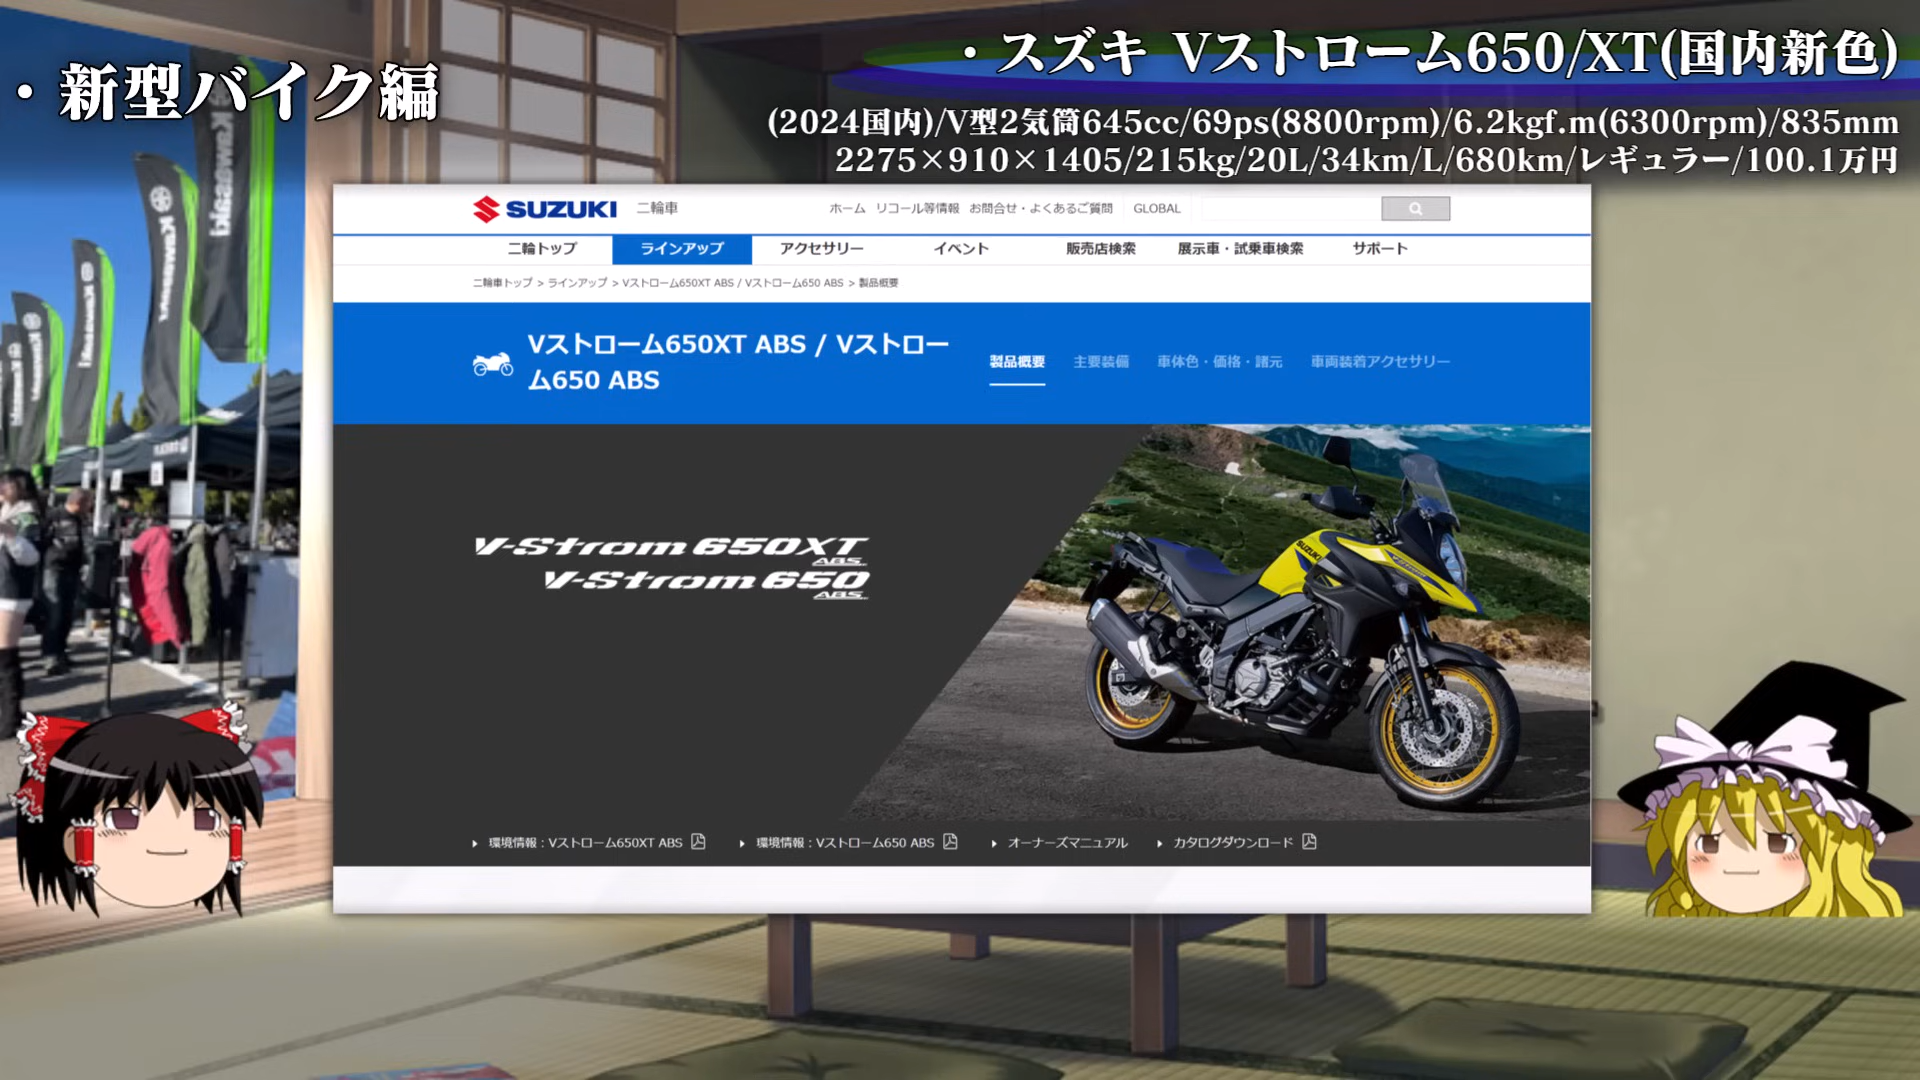 ・新型バイク編
・スズキ Vストローム650/XT(国内新色)
(2024国内)/V型2気筒645cc/69ps(8800rpm)/6.2kgf.m(6300rpm)/835mm
2275×910×1405/215kg/20L/34km/L/680km/レギュラー/100.1万円
SUZUKI 二輪車 ホーム リコール等情報 お問合せ・よくあるご質問 GLOBAL
二輪トップ ラインアップ アクセサリー イベント 販売店検索 展示車・試乗車検索 サポート
二輪車トップ > ラインアップ > Vストローム650XT ABS / Vストローム650 ABS > 製品概要
Vストローム650XT ABS / Vストロー
ム650 ABS
製品概要 主要装備 車体色・価格・諸元 車両装着アクセサリー
V-Strom 650XT
ABS
V-Strom 650
ABS
SUZUKI
環境情報：Vストローム650XT ABS 環境情報：Vストローム650 ABS オーナーズマニュアル カタログダウンロード
Kawasaki
Kawasaki
Kawasaki
Kawasaki